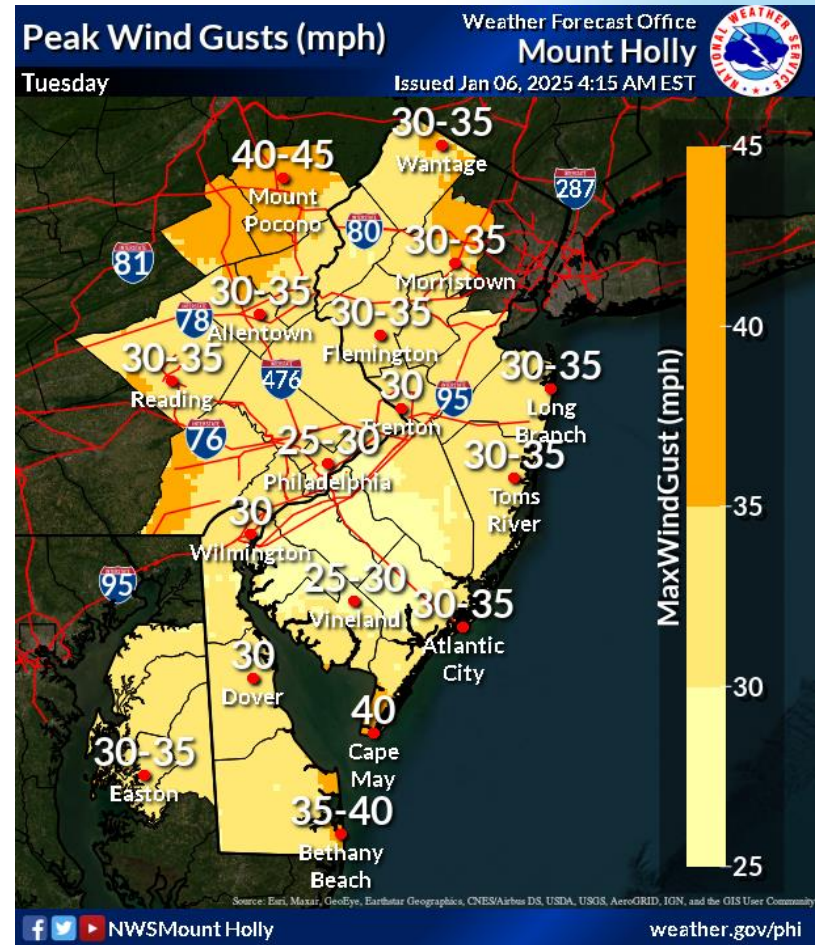 Peak Wind Gusts (mph)
Weather Forecast Office
Mount Holly
Tuesday
Issued Jan 06, 2025 4:15 AM EST
NATIONAL WEATHER SERVICE
30-35
Wantage
40-45
Mount
Pocono
287
80
30-35
Morristown
81
30-35
Allentown
78
30-35
Flemington
30-35
Reading
476
30
Trenton
95
30-35
Long
Branch
76
25-30
Philadelphia
30-35
Toms
River
30
Wilmington
95
25-30
Vineland
30-35
Atlantic
City
30
Dover
40
Cape
May
30-35
Easton
35-40
Bethany
Beach
45
40
35
30
25
MaxWindGust (mph)
Source: Esri, Maxar, GeoEye, Earthstar Geographics, CNES/Airbus DS, USDA, USGS, AeroGRID, IGN, and the GIS User Community
NWSMount Holly
weather.gov/phi